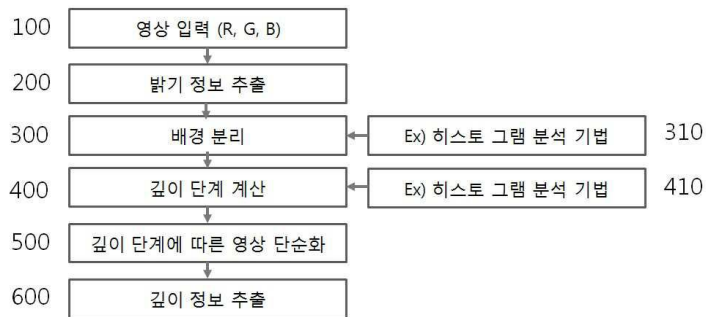 100 영상 입력 (R, G, B)
200 밝기 정보 추출
300 배경 분리 Ex) 히스토 그램 분석 기법 310
400 깊이 단계 계산 Ex) 히스토 그램 분석 기법 410
500 깊이 단계에 따른 영상 단순화
600 깊이 정보 추출